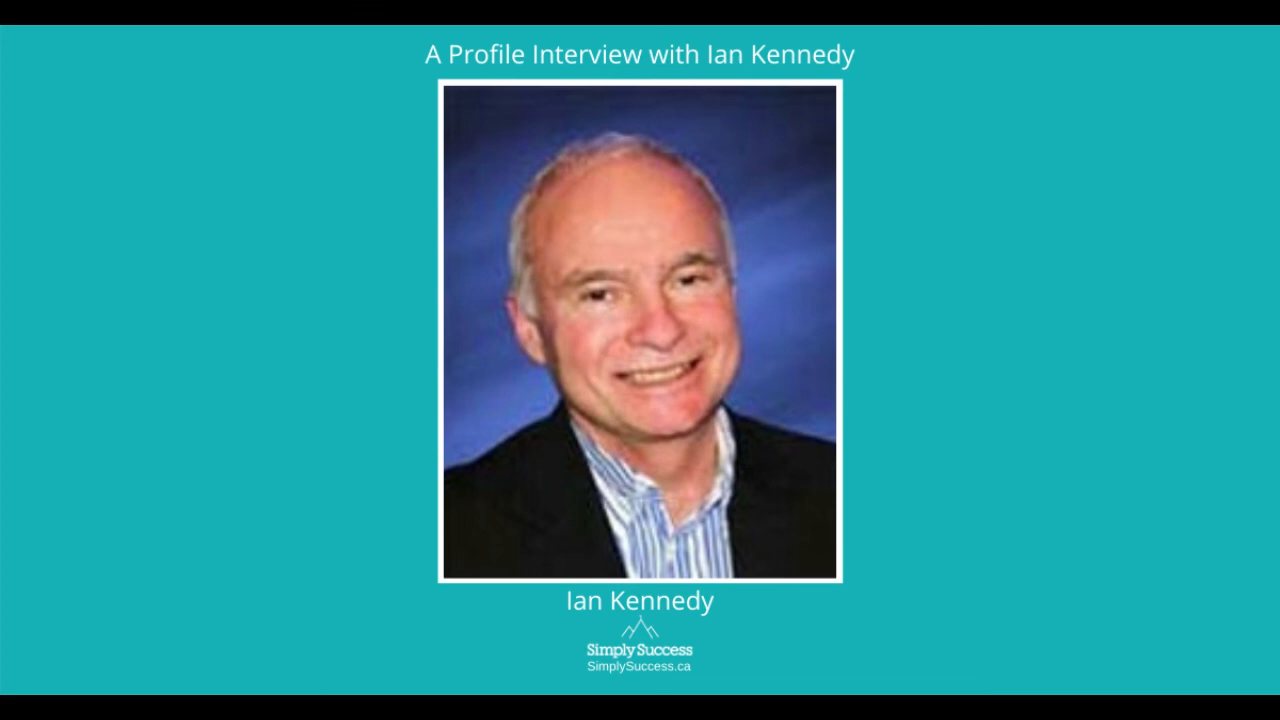 A Profile Interview with Ian Kennedy
Ian Kennedy
Simply Success
SimplySuccess.ca